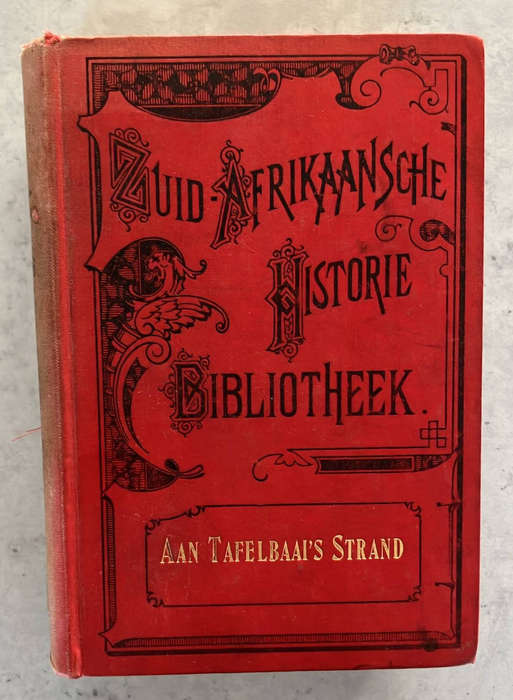 ZUID-AFRIKAANSCHE
HISTORIE
BIBLIOTHEEK.
AAN TAFELBAAI'S STRAND